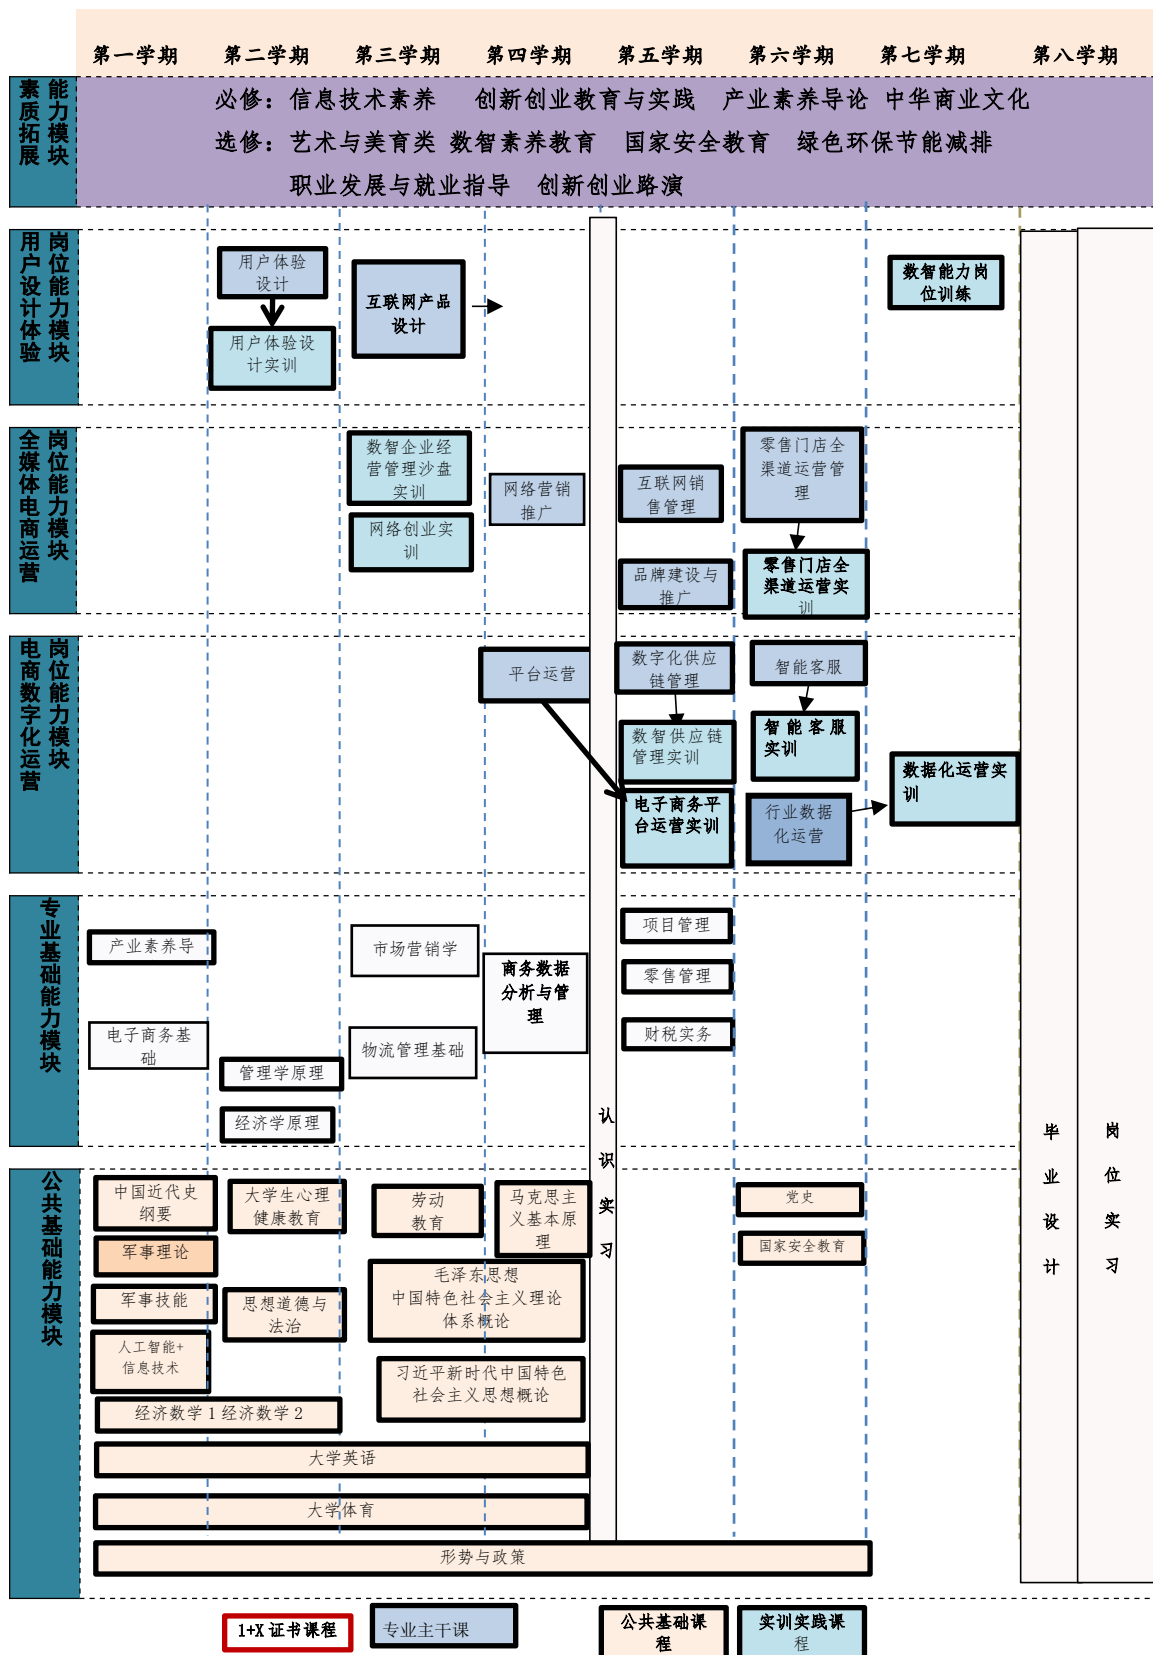 第一学期 第二学期 第三学期 第四学期 第五学期 第六学期 第七学期 第八学期
素质拓展
能力模块
必修：信息技术素养 创新创业教育与实践 产业素养导论 中华商业文化
选修：艺术与美育类 数智素养教育 国家安全教育 绿色环保节能减排
职业发展与就业指导 创新创业路演
用户设计体验
岗位能力模块
用户体验
设计
用户体验设
计实训
互联网产品
设计
数智能力岗
位训练
全媒体电商运营
岗位能力模块
数智企业经
营管理沙盘
实训
网络创业实
训
网络营销
推广
互联网销
售管理
品牌建设与
推广
零售门店全
渠道运营管
理
零售门店全
渠道运营实
训
电商数字化运营
岗位能力模块
平台运营
数字化供应
链管理
数智供应链
管理实训
电子商务平
台运营实训
智能客服
智能客服
实训
行业数据
化运营
数据化运营实
训
专业基础能力模块
产业素养导
电子商务基
础
管理学原理
经济学原理
市场营销学
物流管理基础
商务数据
分析与管
理
项目管理
零售管理
财税实务
公共基础能力模块
中国近代史
纲要
军事理论
军事技能
人工智能+
信息技术
大学生心理
健康教育
思想道德与
法治
劳动
教育
马克思主
义基本原
理
毛泽东思想
中国特色社会主义理论
体系概论
习近平新时代中国特色
社会主义思想概论
党史
国家安全教育
经济数学 1 经济数学 2
大学英语
大学体育
形势与政策
认识实习
毕业设计
岗位实习
1+X 证书课程
专业主干课
公共基础课
程
实训实践课
程